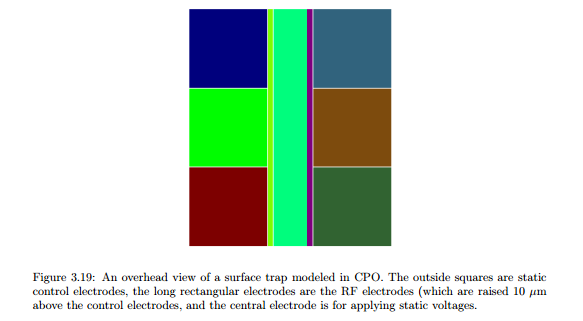 Figure 3.19: An overhead view of a surface trap modeled in CPO. The outside squares are static
control electrodes, the long rectangular electrodes are the RF electrodes (which are raised 10 μm
above the control electrodes, and the central electrode is for applying static voltages.